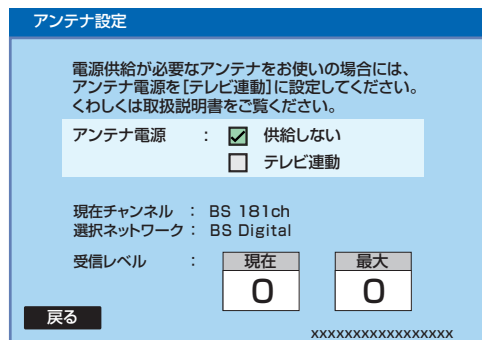 アンテナ設定
電源供給が必要なアンテナをお使いの場合には、
アンテナ電源を[テレビ連動]に設定してください。
くわしくは取扱説明書をご覧ください。
アンテナ電源 : 供給しない
テレビ連動
現在チャンネル : BS 181ch
選択ネットワーク : BS Digital
受信レベル : 現在 最大
0 0
戻る
xxxxxxxxxxxxxxxxx